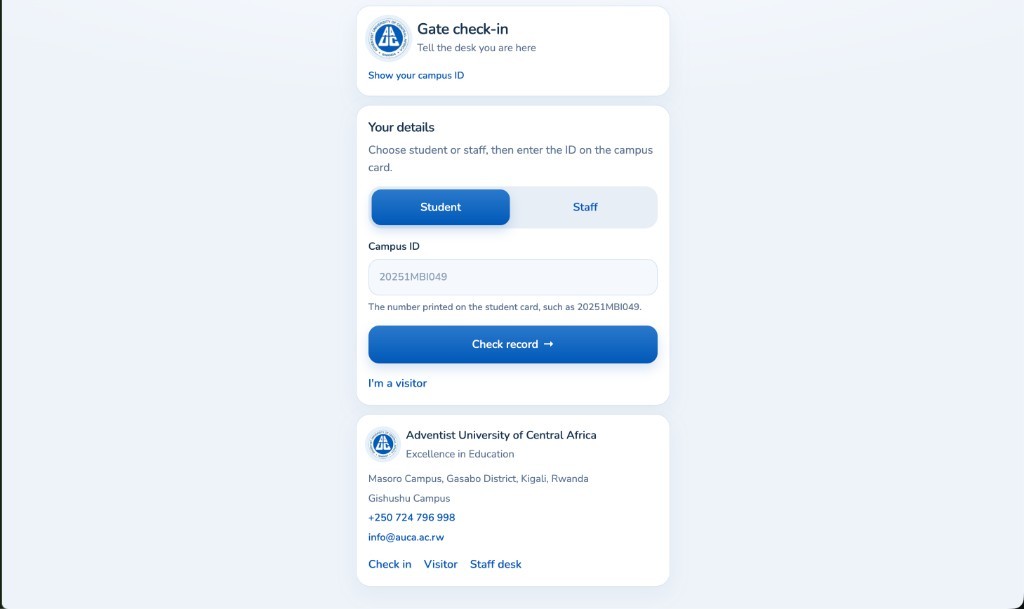 Gate check-in
Tell the desk you are here
Show your campus ID
Your details
Choose student or staff, then enter the ID on the campus
card.
Student
Staff
Campus ID
20251MBI049
The number printed on the student card, such as 20251MBI049.
Check record →
I'm a visitor
Adventist University of Central Africa
Excellence in Education
Masoro Campus, Gasabo District, Kigali, Rwanda
Gishushu Campus
+250 724 796 998
info@auca.ac.rw
Check in Visitor Staff desk